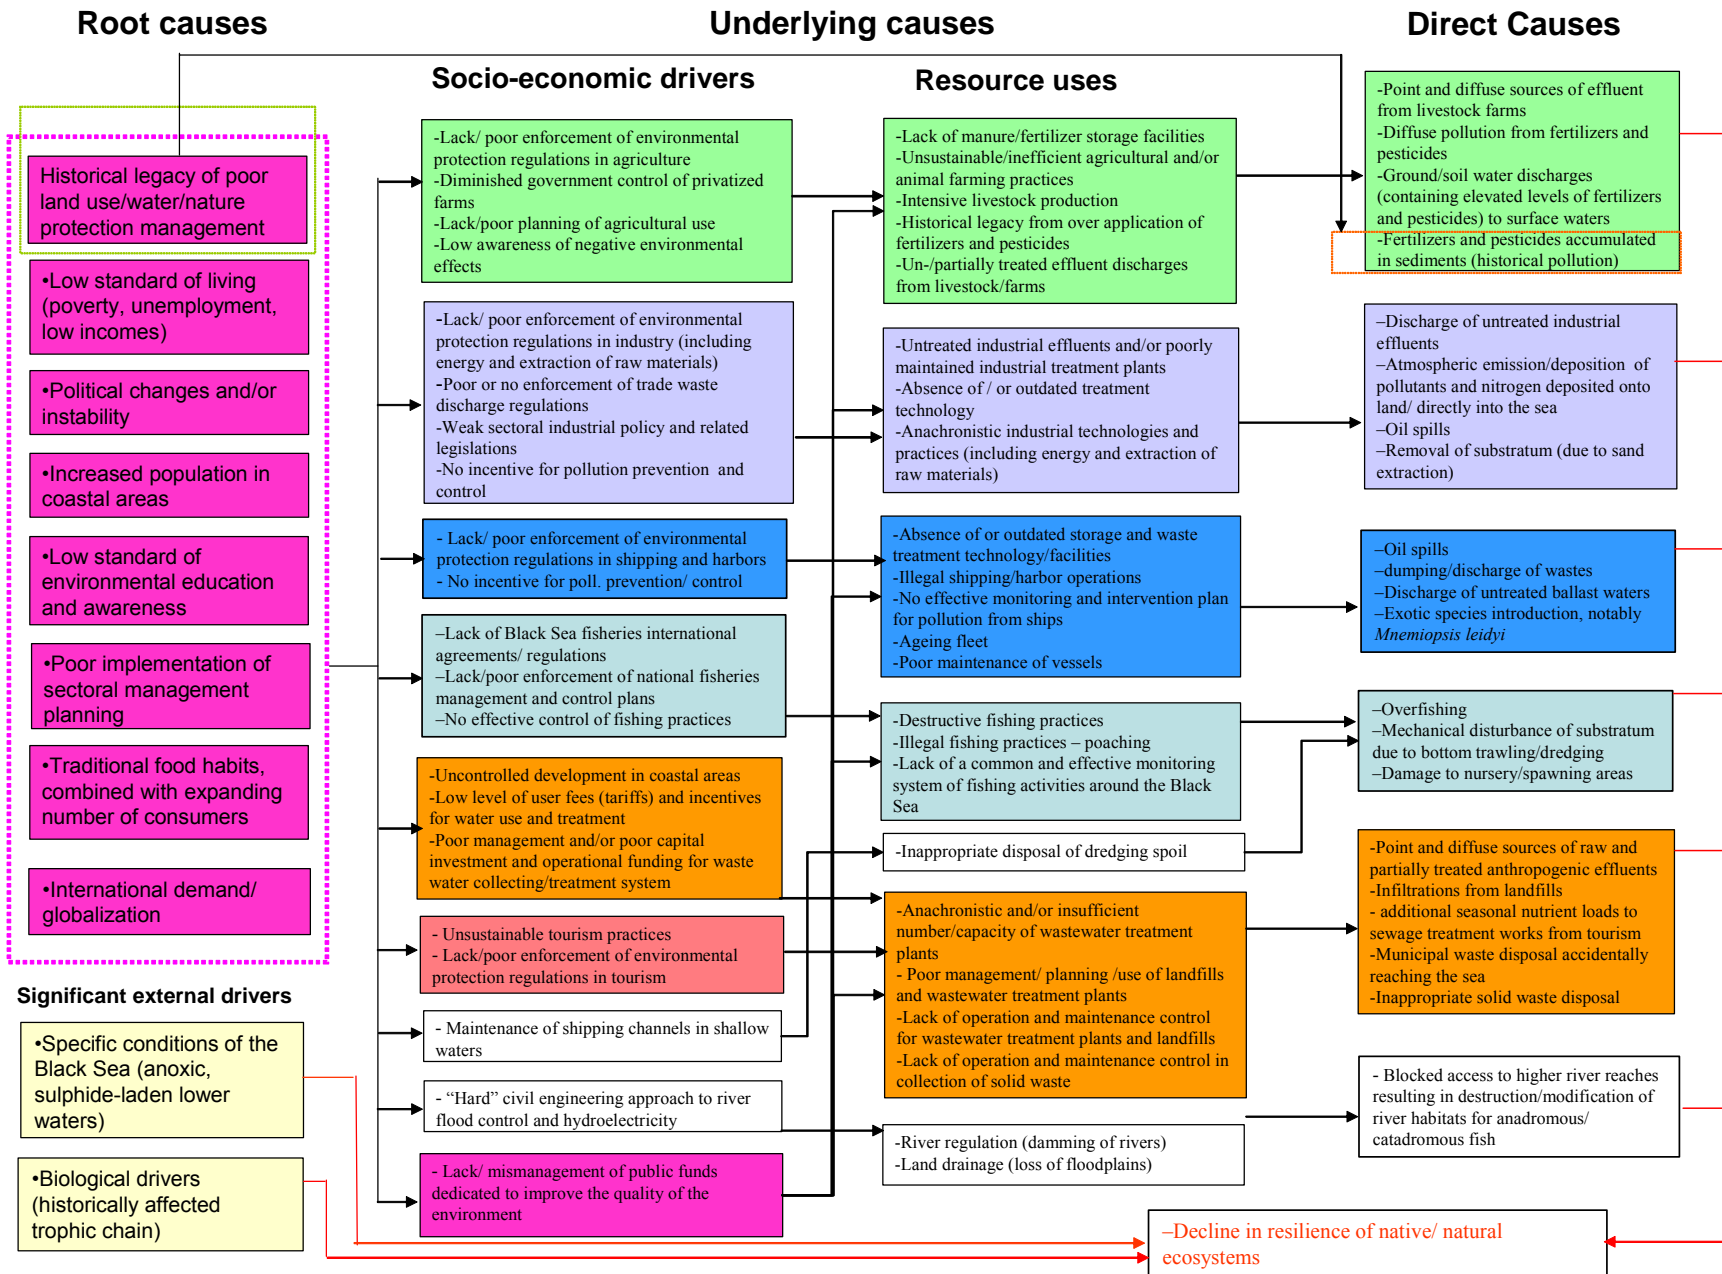 Root causes
Underlying causes
Direct Causes
Socio-economic drivers
Resource uses
Historical legacy of poor
land use/water/nature
protection management
•Low standard of living
(poverty, unemployment,
low incomes)
•Political changes and/or
instability
•Increased population in
coastal areas
•Low standard of
environmental education
and awareness
•Poor implementation of
sectoral management
planning
•Traditional food habits,
combined with expanding
number of consumers
•International demand/
globalization
Significant external drivers
•Specific conditions of the
Black Sea (anoxic,
sulphide-laden lower
waters)
•Biological drivers
(historically affected
trophic chain)
-Lack/ poor enforcement of environmental
protection regulations in agriculture
-Diminished government control of privatized
farms
-Lack/poor planning of agricultural use
-Low awareness of negative environmental
effects
-Lack/ poor enforcement of environmental
protection regulations in industry (including
energy and extraction of raw materials)
-Poor or no enforcement of trade waste
discharge regulations
-Weak sectoral industrial policy and related
legislations
-No incentive for pollution prevention and
control
- Lack/ poor enforcement of environmental
protection regulations in shipping and harbors
- No incentive for poll. prevention/ control
–Lack of Black Sea fisheries international
agreements/ regulations
–Lack/poor enforcement of national fisheries
management and control plans
–No effective control of fishing practices
-Uncontrolled development in coastal areas
-Low level of user fees (tariffs) and incentives
for water use and treatment
-Poor management and/or poor capital
investment and operational funding for waste
water collecting/treatment system
- Unsustainable tourism practices
- Lack/poor enforcement of environmental
protection regulations in tourism
- Maintenance of shipping channels in shallow
waters
- “Hard” civil engineering approach to river
flood control and hydroelectricity
- Lack/ mismanagement of public funds
dedicated to improve the quality of the
environment
-Lack of manure/fertilizer storage facilities
-Unsustainable/inefficient agricultural and/or
animal farming practices
-Intensive livestock production
-Historical legacy from over application of
fertilizers and pesticides
-Un-/partially treated effluent discharges
from livestock/farms
-Untreated industrial effluents and/or poorly
maintained industrial treatment plants
-Absence of / or outdated treatment
technology
-Anachronistic industrial technologies and
practices (including energy and extraction of
raw materials)
-Absence of or outdated storage and waste
treatment technology/facilities
-Illegal shipping/harbor operations
-No effective monitoring and intervention plan
for pollution from ships
-Ageing fleet
-Poor maintenance of vessels
-Destructive fishing practices
-Illegal fishing practices – poaching
-Lack of a common and effective monitoring
system of fishing activities around the Black
Sea
-Inappropriate disposal of dredging spoil
-Anachronistic and/or insufficient
number/capacity of wastewater treatment
plants
- Poor management/ planning /use of landfills
and wastewater treatment plants
-Lack of operation and maintenance control
for wastewater treatment plants and landfills
-Lack of operation and maintenance control in
collection of solid waste
-River regulation (damming of rivers)
-Land drainage (loss of floodplains)
-Point and diffuse sources of effluent
from livestock farms
-Diffuse pollution from fertilizers and
pesticides
-Ground/soil water discharges
(containing elevated levels of fertilizers
and pesticides) to surface waters
-Fertilizers and pesticides accumulated
in sediments (historical pollution)
–Discharge of untreated industrial
effluents
–Atmospheric emission/deposition of
pollutants and nitrogen deposited onto
land/ directly into the sea
–Oil spills
-Removal of substratum (due to sand
extraction)
–Oil spills
–dumping/discharge of wastes
–Discharge of untreated ballast waters
–Exotic species introduction, notably
Mnemiopsis leidyi
–Overfishing
–Mechanical disturbance of substratum
due to bottom trawling/dredging
–Damage to nursery/spawning areas
-Point and diffuse sources of raw and
partially treated anthropogenic effluents
-Infiltrations from landfills
- additional seasonal nutrient loads to
sewage treatment works from tourism
-Municipal waste disposal accidentally
reaching the sea
-Inappropriate solid waste disposal
- Blocked access to higher river reaches
resulting in destruction/modification of
river habitats for anadromous/
catadromous fish
–Decline in resilience of native/ natural
ecosystems